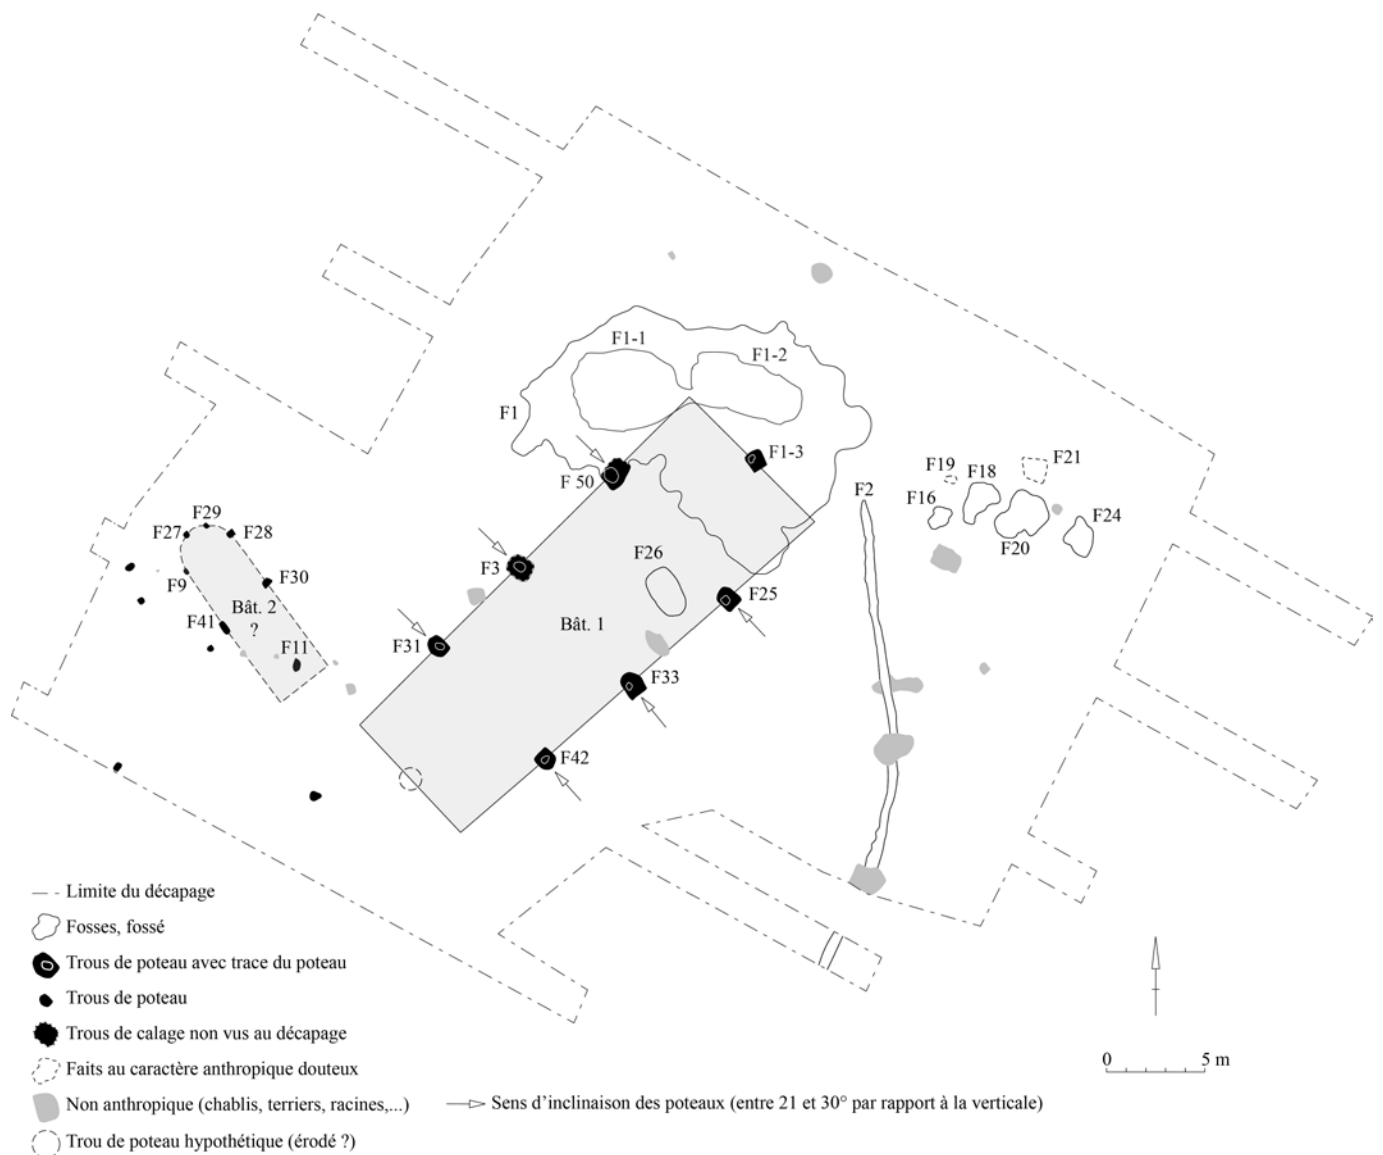 F1-1
F1-2
F1
F1-3
F 50
F2
F19
F18
F21
F16
F20
F24
F29
F27
F28
F9
F30
F41
Bât. 2
?
F11
F3
F26
F25
Bât. 1
F31
F33
F42
Limite du décapage
Fosses, fossé
Trous de poteau avec trace du poteau
Trous de poteau
Trous de calage non vus au décapage
Faits au caractère anthropique douteux
Non anthropique (chablis, terriers, racines,...)
Sens d'inclinaison des poteaux (entre 21 et 30° par rapport à la verticale)
Trou de poteau hypothétique (érodé ?)
0 5 m